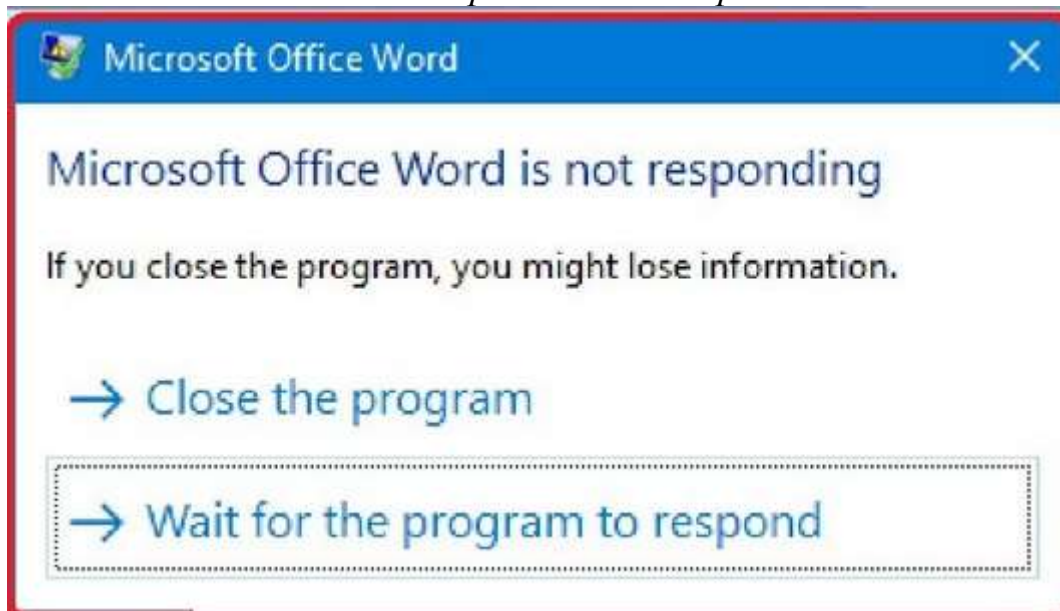 Microsoft Office Word
Microsoft Office Word is not responding
If you close the program, you might lose information.
→ Close the program
→ Wait for the program to respond